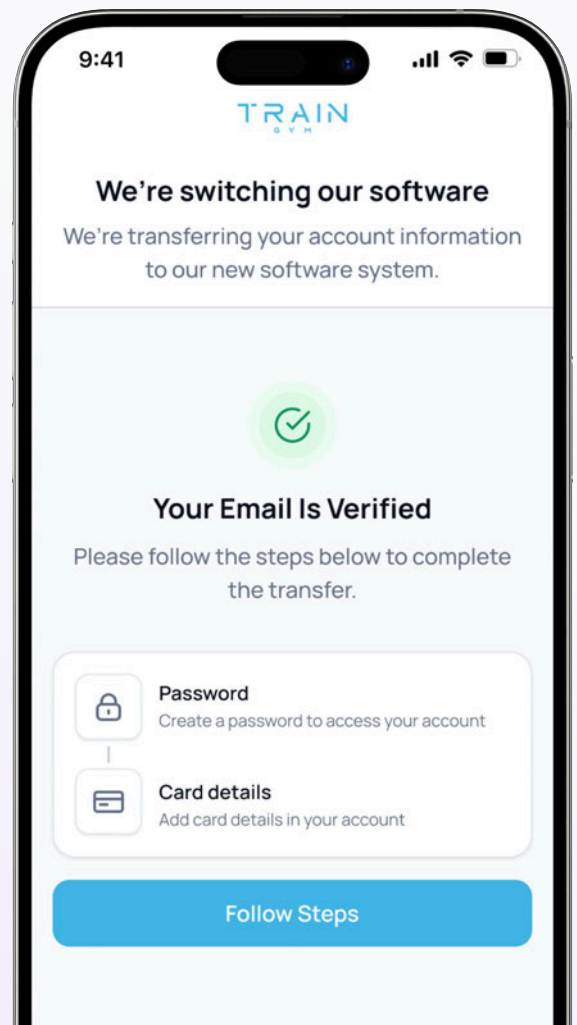 9:41
TRAIN
GYM
We're switching our software
We're transferring your account information
to our new software system.
Your Email Is Verified
Please follow the steps below to complete
the transfer.
Password
Create a password to access your account
Card details
Add card details in your account
Follow Steps